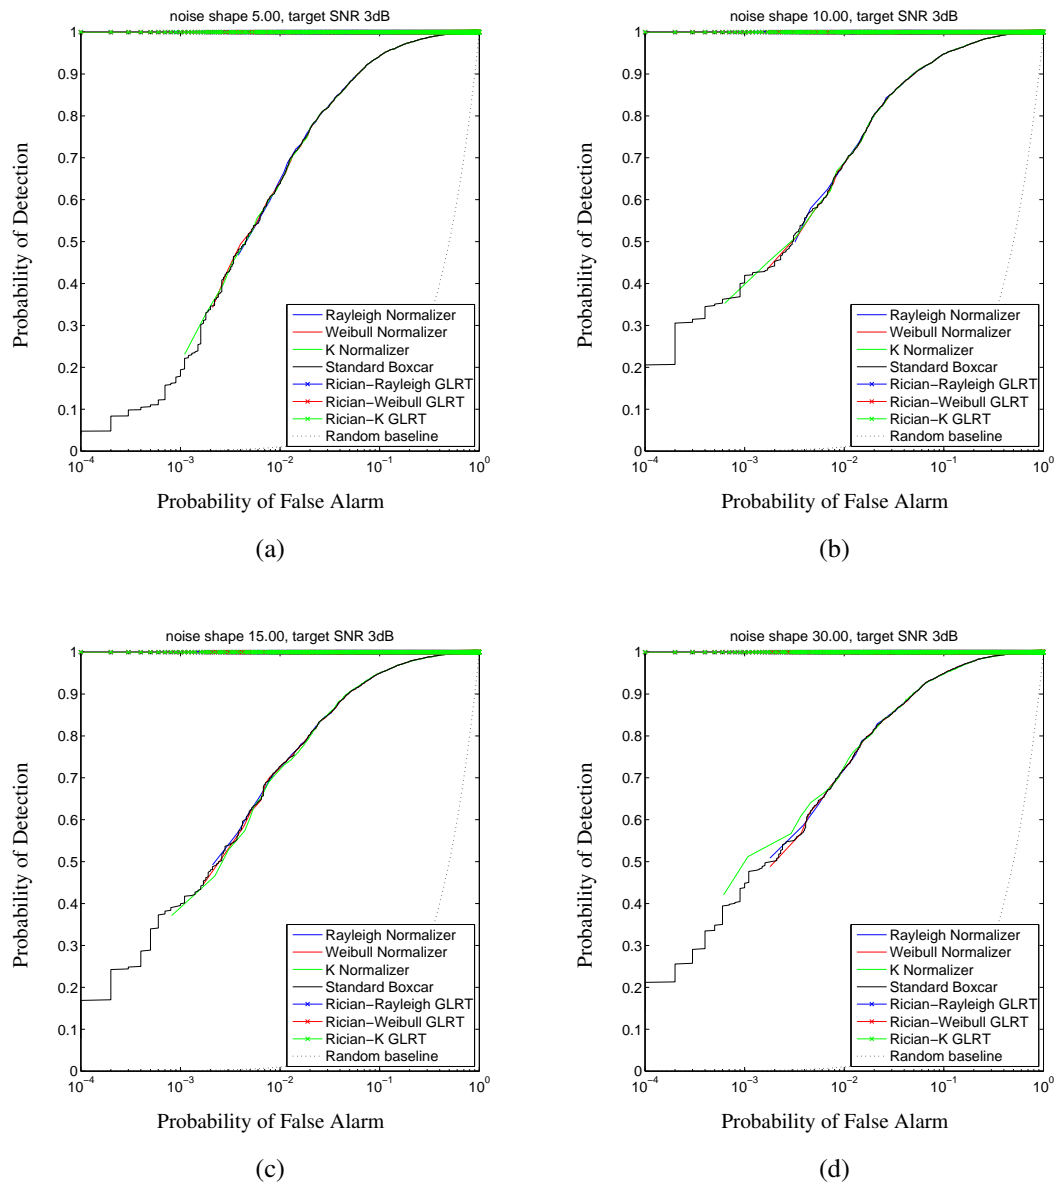 noise shape 5.00, target SNR 3dB
1
0.9
0.8
0.7
0.6
0.5
0.4
0.3
0.2
0.1
0
Probability of Detection
Rayleigh Normalizer
Weibull Normalizer
K Normalizer
Standard Boxcar
Rician−Rayleigh GLRT
Rician−Weibull GLRT
Rician−K GLRT
Random baseline
10−4 10−3 10−2 10−1 100
Probability of False Alarm
(a)
noise shape 10.00, target SNR 3dB
1
0.9
0.8
0.7
0.6
0.5
0.4
0.3
0.2
0.1
0
Probability of Detection
Rayleigh Normalizer
Weibull Normalizer
K Normalizer
Standard Boxcar
Rician−Rayleigh GLRT
Rician−Weibull GLRT
Rician−K GLRT
Random baseline
10−4 10−3 10−2 10−1 100
Probability of False Alarm
(b)
noise shape 15.00, target SNR 3dB
1
0.9
0.8
0.7
0.6
0.5
0.4
0.3
0.2
0.1
0
Probability of Detection
Rayleigh Normalizer
Weibull Normalizer
K Normalizer
Standard Boxcar
Rician−Rayleigh GLRT
Rician−Weibull GLRT
Rician−K GLRT
Random baseline
10−4 10−3 10−2 10−1 100
Probability of False Alarm
(c)
noise shape 30.00, target SNR 3dB
1
0.9
0.8
0.7
0.6
0.5
0.4
0.3
0.2
0.1
0
Probability of Detection
Rayleigh Normalizer
Weibull Normalizer
K Normalizer
Standard Boxcar
Rician−Rayleigh GLRT
Rician−Weibull GLRT
Rician−K GLRT
Random baseline
10−4 10−3 10−2 10−1 100
Probability of False Alarm
(d)